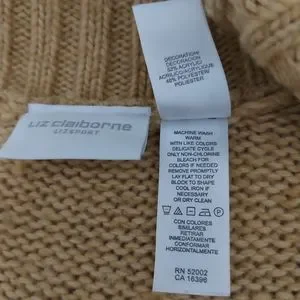 LIZ CLAIBORNE
LIZSPORT
DECORACION
52% ACRYLIC/
ACRILICO/ACRYLIQUE
48% POLYESTER/
POLIESTER
MACHINE WASH
WARM
WITH LIKE COLORS
DELICATE CYCLE
ONLY NON-CHLORINE
BLEACH FOR
COLORS IF NEEDED
REMOVE PROMPTLY
LAY FLAT TO DRY
BLOCK TO SHAPE
COOL IRON IF
NECESSARY
OR DRY CLEAN
CON COLORES
SIMILARES
RETIRAR
INMEDIATAMENTE
CONFORMAR
HORIZONTALMENTE
RN 52002
CA 16396